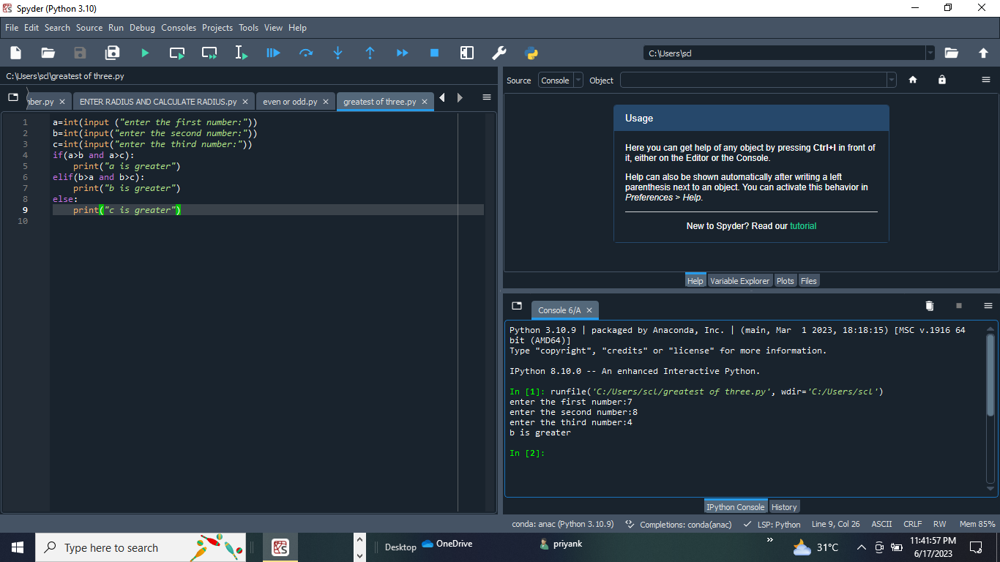 Spyder (Python 3.10)
File Edit Search Source Run Debug Consoles Projects Tools View Help
C:\Users\scl
C:\Users\scl\greatest of three.py
nber.py ENTER RADIUS AND CALCULATE RADIUS.py even or odd.py greatest of three.py
1 a=int(input ("enter the first number:"))
2 b=int(input("enter the second number:"))
3 c=int(input("enter the third number:"))
4 if(a>b and a>c):
5 print("a is greater")
6 elif(b>a and b>c):
7 print("b is greater")
8 else:
9 print("c is greater")
10
Source Console Object
Usage
Here you can get help of any object by pressing Ctrl+I in front of
it, either on the Editor or the Console.
Help can also be shown automatically after writing a left
parenthesis next to an object. You can activate this behavior in
Preferences > Help.
New to Spyder? Read our tutorial
Help Variable Explorer Plots Files
Console 6/A
Python 3.10.9 | packaged by Anaconda, Inc. | (main, Mar  1 2023, 18:18:15) [MSC v.1916 64
bit (AMD64)]
Type "copyright", "credits" or "license" for more information.
IPython 8.10.0 -- An enhanced Interactive Python.
In [1]: runfile('C:/Users/scl/greatest of three.py', wdir='C:/Users/scl')
enter the first number:7
enter the second number:8
enter the third number:4
b is greater
In [2]:
IPython Console History
conda: anac (Python 3.10.9) Completions: conda(anac) LSP: Python Line 9, Col 26 ASCII CRLF RW Mem 85%
Type here to search Desktop OneDrive priyank » 31°C 11:41:57 PM
6/17/2023